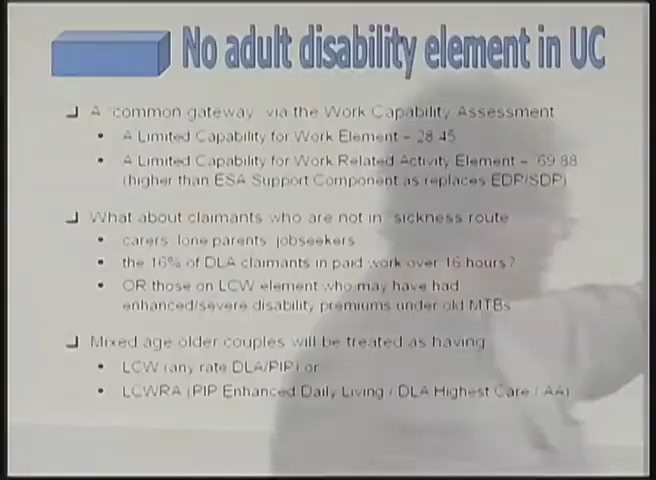 No adult disability element in UC
A common gateway via the Work Capability Assessment
A Limited Capability for Work Element – 28.45
A Limited Capability for Work Related Activity Element – 69.88
(higher than ESA Support Component as replaces EDP/SDP)
What about claimants who are not in sickness route
carers lone parents jobseekers
the 16% of DLA claimants in paid work over 16 hours?
OR those on LCW element who may have had
enhanced/severe disability premiums under old MTBs
Mixed age older couples will be treated as having
LCW (any rate DLA/PIP) or
LCWRA (PIP Enhanced Daily Living / DLA Highest Care / AA)